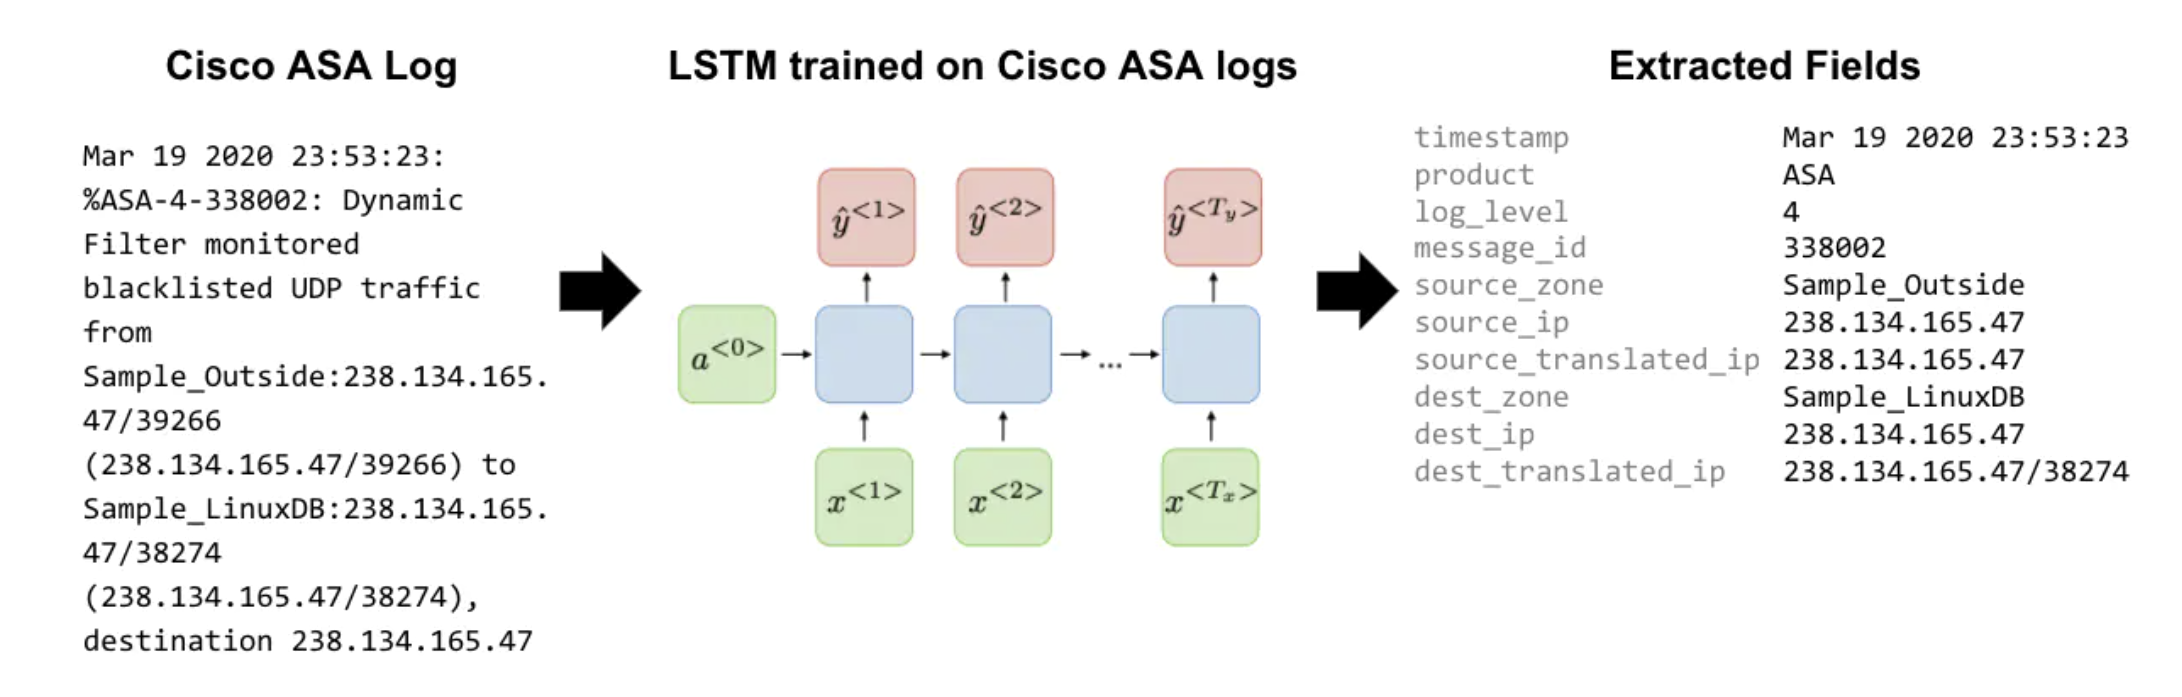 Cisco ASA Log
Mar 19 2020 23:53:23:
%ASA-4-338002: Dynamic
Filter monitored
blacklisted UDP traffic
from
Sample_Outside:238.134.165.
47/39266
(238.134.165.47/39266) to
Sample_LinuxDB:238.134.165.
47/38274
(238.134.165.47/38274),
destination 238.134.165.47
LSTM trained on Cisco ASA logs
ŷ<1> ŷ<2> ŷ<Ty>
a<0> ...
x<1> x<2> x<Tx>
Extracted Fields
timestamp Mar 19 2020 23:53:23
product ASA
log_level 4
message_id 338002
source_zone Sample_Outside
source_ip 238.134.165.47
source_translated_ip 238.134.165.47
dest_zone Sample_LinuxDB
dest_ip 238.134.165.47
dest_translated_ip 238.134.165.47/38274